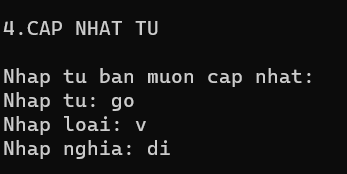 4.CAP NHAT TU
Nhap tu ban muon cap nhat:
Nhap tu: go
Nhap loai: v
Nhap nghia: di